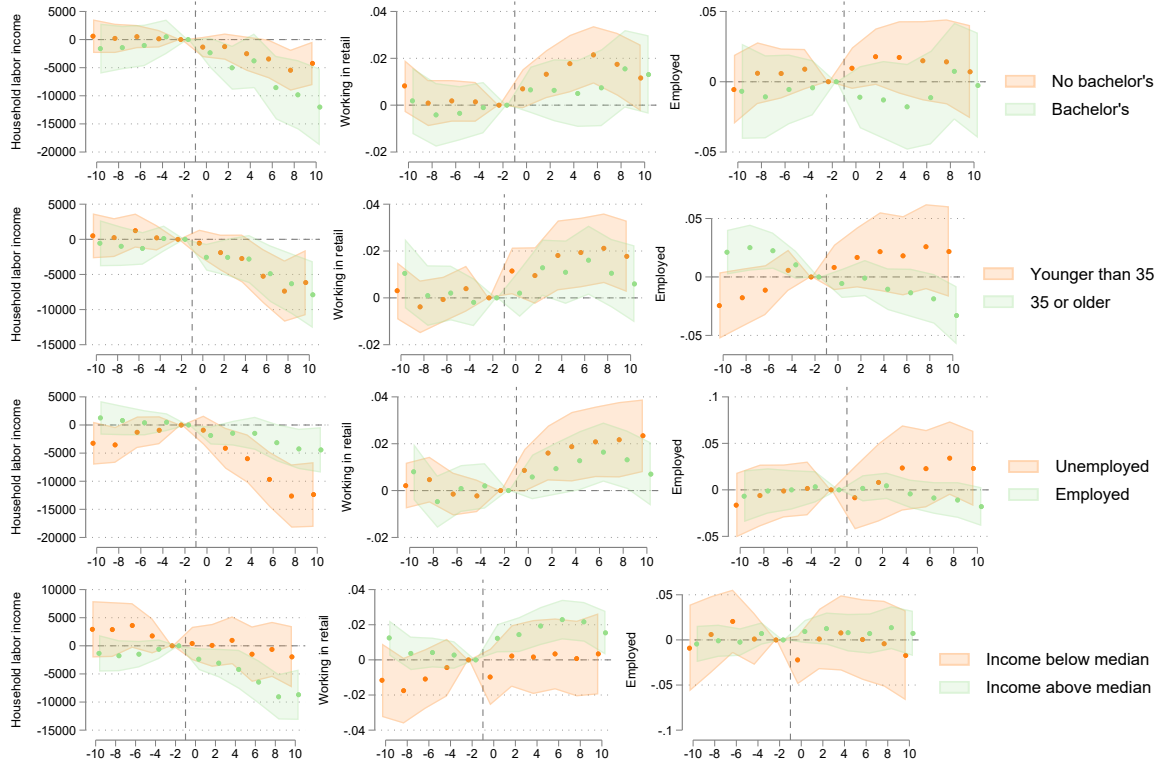 Household labor income
5000
0
-5000
-10000
-15000
-20000
-10 -8 -6 -4 -2 0 2 4 6 8 10
Working in retail
.04
.02
0
-.02
-10 -8 -6 -4 -2 0 2 4 6 8 10
Employed
.05
0
-.05
-10 -8 -6 -4 -2 0 2 4 6 8 10
No bachelor's
Bachelor's
Household labor income
5000
0
-5000
-10000
-15000
-10 -8 -6 -4 -2 0 2 4 6 8 10
Working in retail
.04
.02
0
-.02
-10 -8 -6 -4 -2 0 2 4 6 8 10
Employed
.05
0
-.05
-10 -8 -6 -4 -2 0 2 4 6 8 10
Younger than 35
35 or older
Household labor income
5000
0
-5000
-10000
-15000
-20000
-10 -8 -6 -4 -2 0 2 4 6 8 10
Working in retail
.04
.02
0
-.02
-10 -8 -6 -4 -2 0 2 4 6 8 10
Employed
.1
.05
0
-.05
-10 -8 -6 -4 -2 0 2 4 6 8 10
Unemployed
Employed
Household labor income
10000
5000
0
-5000
-10000
-15000
-10 -8 -6 -4 -2 0 2 4 6 8 10
Working in retail
.04
.02
0
-.02
-.04
-10 -8 -6 -4 -2 0 2 4 6 8 10
Employed
.05
0
-.05
-.1
-10 -8 -6 -4 -2 0 2 4 6 8 10
Income below median
Income above median